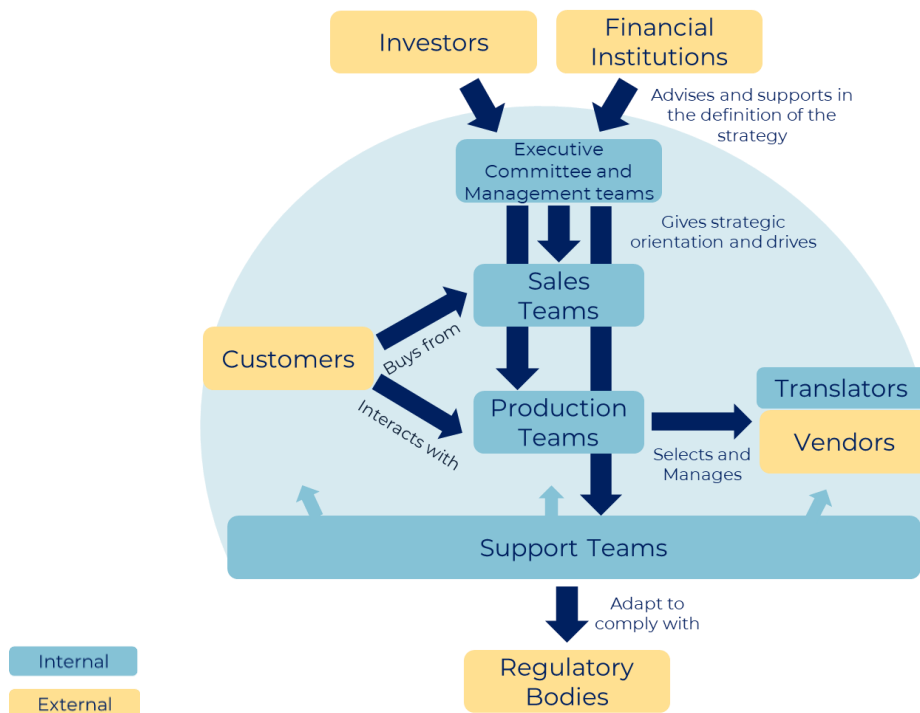 Investors
Financial
Institutions
Advises and supports in
the definition of the
strategy
Executive
Committee and
Management teams
Gives strategic
orientation and drives
Sales
Teams
Customers
Buys from
Interacts with
Production
Teams
Selects and
Manages
Translators
Vendors
Support Teams
Adapt to
comply with
Regulatory
Bodies
Internal
External